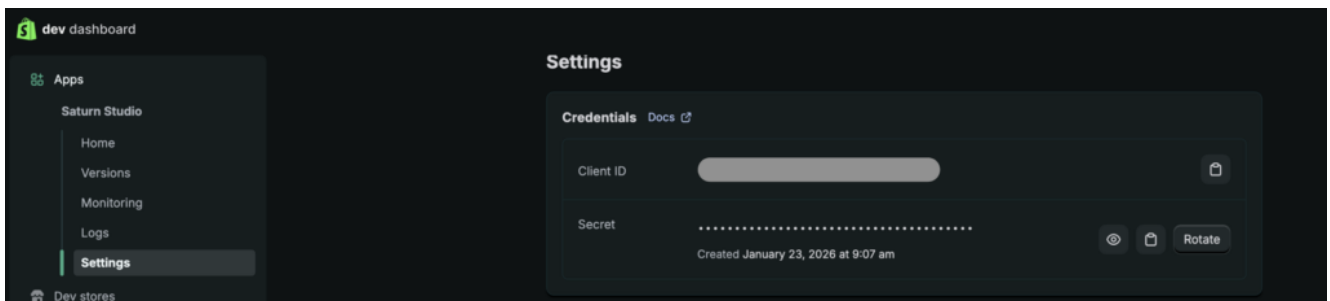 dev dashboard
Apps
Saturn Studio
Home
Versions
Monitoring
Logs
Settings
Dev stores
Settings
Credentials Docs
Client ID
Secret
Created January 23, 2026 at 9:07 am
Rotate